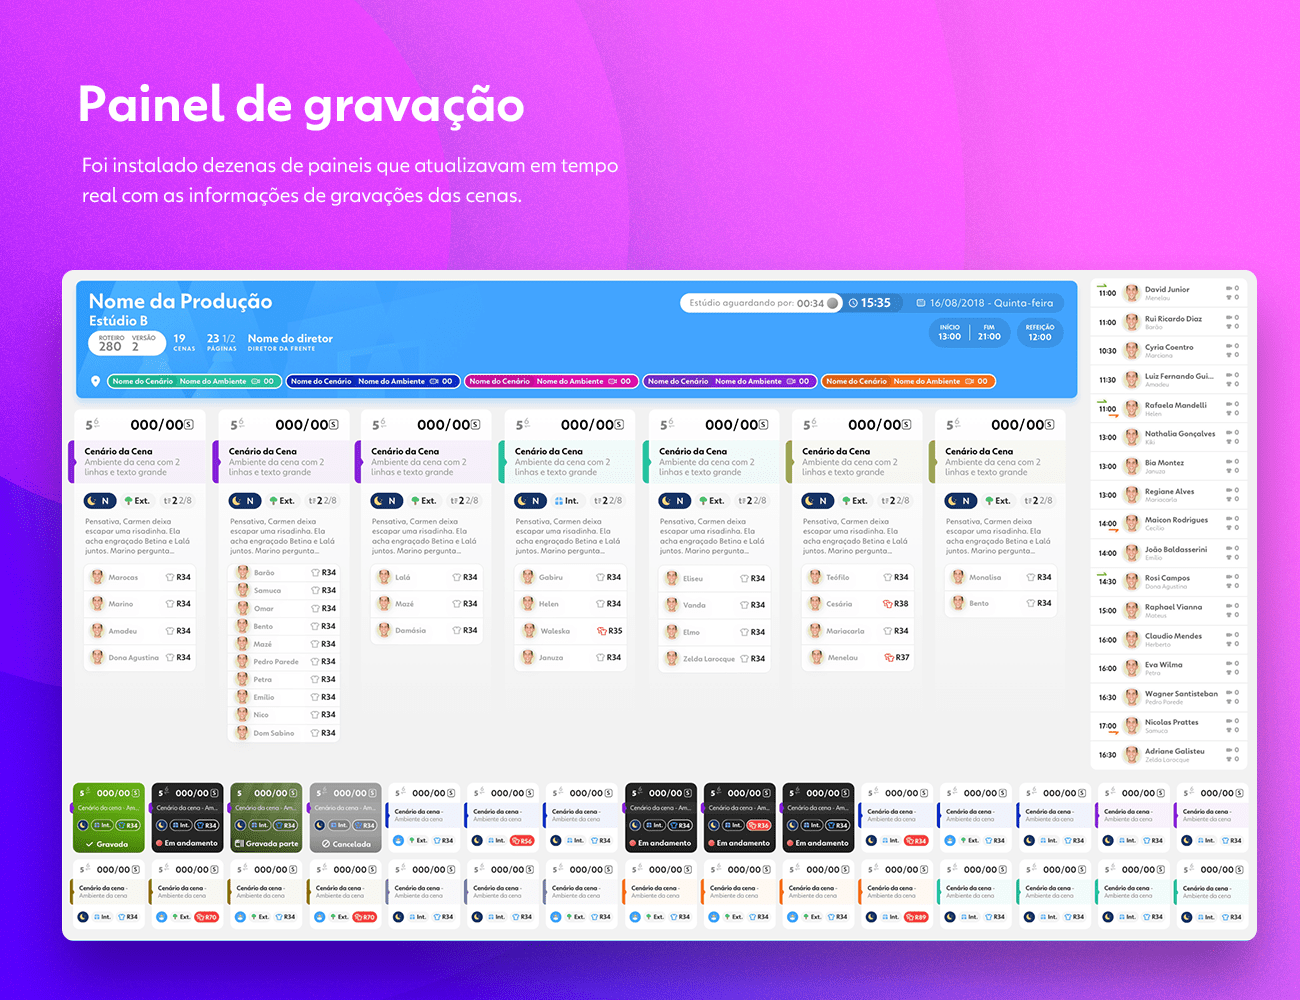 Painel de gravação
Foi instalado dezenas de paineis que atualizavam em tempo
real com as informações de gravações das cenas.
Nome da Produção
Estúdio B
ROTEIRO 280 VERSÃO 2
19 CENAS
23 1/2 PÁGINAS
Nome do diretor
DIRETOR DA FRENTE
Estúdio aguardando por: 00:34
15:35
16/08/2018 - Quinta-feira
INÍCIO 13:00
FIM 21:00
REFEIÇÃO 12:00
Nome do Cenário Nome do Ambiente 00
Nome do Cenário Nome do Ambiente 00
Nome do Cenário Nome do Ambiente 00
Nome do Cenário Nome do Ambiente 00
Nome do Cenário Nome do Ambiente 00
5 000/00 S
Cenário da Cena
Ambiente da cena com 2
linhas e texto grande
N Ext. 2 2/8
Pensativa, Carmen deixa
escapar uma risadinha. Ela
acha engraçado Betina e Lalá
juntos. Marino pergunta...
Marocas R34
Marino R34
Amadeu R34
Dona Agustina R34
5 000/00 S
Cenário da Cena
Ambiente da cena com 2
linhas e texto grande
N Ext. 2 2/8
Pensativa, Carmen deixa
escapar uma risadinha. Ela
acha engraçado Betina e Lalá
juntos. Marino pergunta...
Barão R34
Samuca R34
Omar R34
Bento R34
Mazé R34
Pedro Parede R34
Petra R34
Emílio R34
Nico R34
Dom Sabino R34
5 000/00 S
Cenário da Cena
Ambiente da cena com 2
linhas e texto grande
N Ext. 2 2/8
Pensativa, Carmen deixa
escapar uma risadinha. Ela
acha engraçado Betina e Lalá
juntos. Marino pergunta...
Lalá R34
Mazé R34
Damásia R34
5 000/00 S
Cenário da Cena
Ambiente da cena com 2
linhas e texto grande
N Int. 2 2/8
Pensativa, Carmen deixa
escapar uma risadinha. Ela
acha engraçado Betina e Lalá
juntos. Marino pergunta...
Gabiru R34
Helen R34
Waleska R35
Januza R34
5 000/00 S
Cenário da Cena
Ambiente da cena com 2
linhas e texto grande
N Ext. 2 2/8
Pensativa, Carmen deixa
escapar uma risadinha. Ela
acha engraçado Betina e Lalá
juntos. Marino pergunta...
Eliseu R34
Vanda R34
Elmo R34
Zelda Larocque R34
5 000/00 S
Cenário da Cena
Ambiente da cena com 2
linhas e texto grande
N Ext. 2 2/8
Pensativa, Carmen deixa
escapar uma risadinha. Ela
acha engraçado Betina e Lalá
juntos. Marino pergunta...
Teófilo R34
Cesária R38
Mariacarla R34
Menelau R37
5 000/00 S
Cenário da Cena
Ambiente da cena com 2
linhas e texto grande
N Ext. 2 2/8
Pensativa, Carmen deixa
escapar uma risadinha. Ela
acha engraçado Betina e Lalá
juntos. Marino pergunta...
Monalisa R34
Bento R34
11:00 David Junior 0
Menelau 0
11:00 Rui Ricardo Diaz 0
Barão 0
10:30 Cyria Coentro 0
Marciana 0
11:30 Luiz Fernando Gui... 0
Amadeu 0
11:00 Rafaela Mandelli 0
Helen 0
13:00 Nathalia Gonçalves 0
Kiki 0
13:00 Bia Montez 0
Januza 0
13:00 Regiane Alves 0
Mariacarla 0
14:00 Maicon Rodrigues 0
Cecílio 0
14:00 João Baldasserini 0
Emílio 0
14:30 Rosi Campos 0
Dona Agustina 0
15:00 Raphael Vianna 0
Mateus 0
16:00 Claudio Mendes 0
Herberto 0
16:00 Eva Wilma 0
Petra 0
16:30 Wagner Santisteban 0
Pedro Parede 0
17:00 Nicolas Prattes 0
Samuca 0
16:30 Adriane Galisteu 0
Zelda Larocque 0
5 000/00 S
Cenário da cena - Am...
Int. R34
Gravada
5 000/00 S
Cenário da cena - Am...
Int. R34
Em andamento
5 000/00 S
Cenário da cena - Am...
Int. R34
Gravada parte
5 000/00 S
Cenário da cena - Am...
Int. R34
Cancelada
5 000/00 S
Cenário da cena -
Ambiente da cena
Ext. R34
5 000/00 S
Cenário da cena -
Ambiente da cena
Int. R56
5 000/00 S
Cenário da cena -
Ambiente da cena
Ext. R34
5 000/00 S
Cenário da cena - Am...
Int. R34
Em andamento
5 000/00 S
Cenário da cena - Am...
Int. R36
Em andamento
5 000/00 S
Cenário da cena - Am...
Int. R34
Em andamento
5 000/00 S
Cenário da cena -
Ambiente da cena
Int. R34
5 000/00 S
Cenário da cena -
Ambiente da cena
Ext. R34
5 000/00 S
Cenário da cena -
Ambiente da cena
Int. R34
5 000/00 S
Cenário da cena -
Ambiente da cena
Int. R34
5 000/00 S
Cenário da cena -
Ambiente da cena
Int. R34
5 000/00 S
Cenário da cena -
Ambiente da cena
Int. R34
5 000/00 S
Cenário da cena -
Ambiente da cena
Ext. R70
5 000/00 S
Cenário da cena -
Ambiente da cena
Ext. R34
5 000/00 S
Cenário da cena -
Ambiente da cena
Ext. R70
5 000/00 S
Cenário da cena -
Ambiente da cena
Int. R34
5 000/00 S
Cenário da cena -
Ambiente da cena
Int. R34
5 000/00 S
Cenário da cena -
Ambiente da cena
Ext. R34
5 000/00 S
Cenário da cena -
Ambiente da cena
Ext. R34
5 000/00 S
Cenário da cena -
Ambiente da cena
Ext. R34
5 000/00 S
Cenário da cena -
Ambiente da cena
Ext. R34
5 000/00 S
Cenário da cena -
Ambiente da cena
Int. R89
5 000/00 S
Cenário da cena -
Ambiente da cena
Int. R34
5 000/00 S
Cenário da cena -
Ambiente da cena
Int. R34
5 000/00 S
Cenário da cena -
Ambiente da cena
Int. R34
5 000/00 S
Cenário da cena -
Ambiente da cena
Int. R34